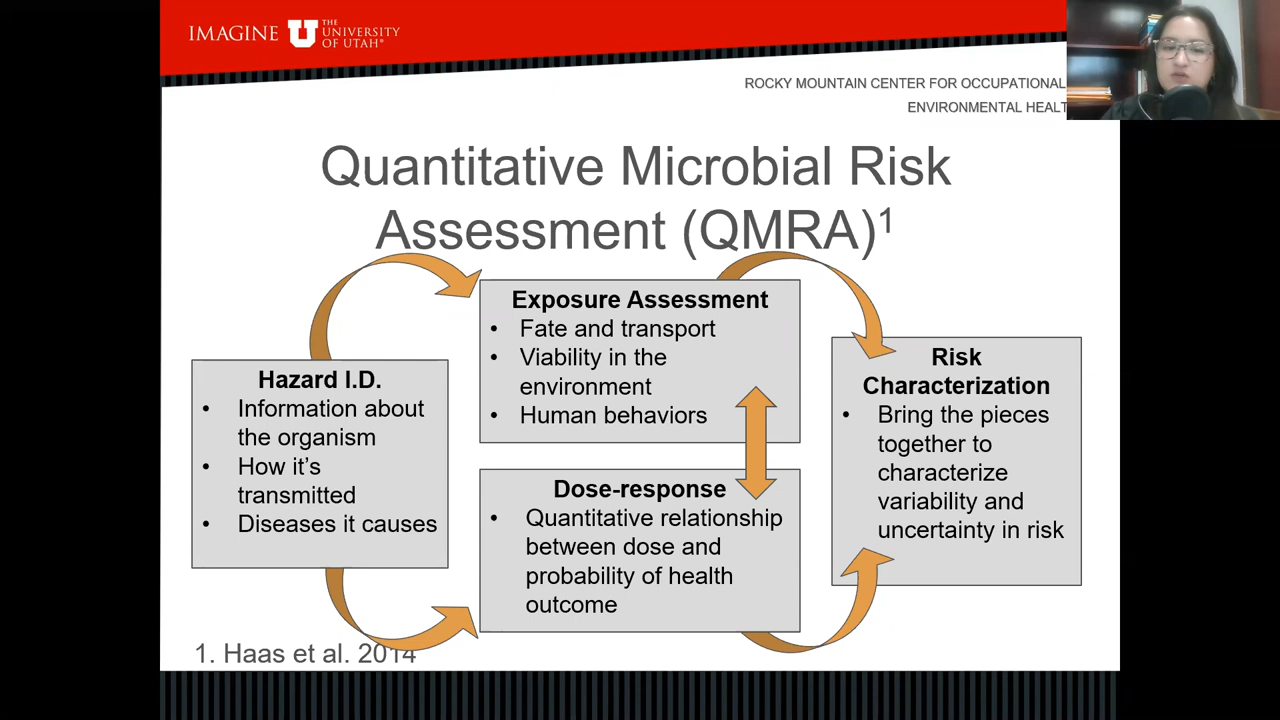 IMAGINE U THE UNIVERSITY OF UTAH®
ROCKY MOUNTAIN CENTER FOR OCCUPATIONAL
ENVIRONMENTAL HEALT
Quantitative Microbial Risk
Assessment (QMRA)1
Exposure Assessment
• Fate and transport
• Viability in the
environment
• Human behaviors
Hazard I.D.
• Information about
the organism
• How it's
transmitted
• Diseases it causes
Dose-response
• Quantitative relationship
between dose and
probability of health
outcome
Risk
Characterization
• Bring the pieces
together to
characterize
variability and
uncertainty in risk
1. Haas et al. 2014